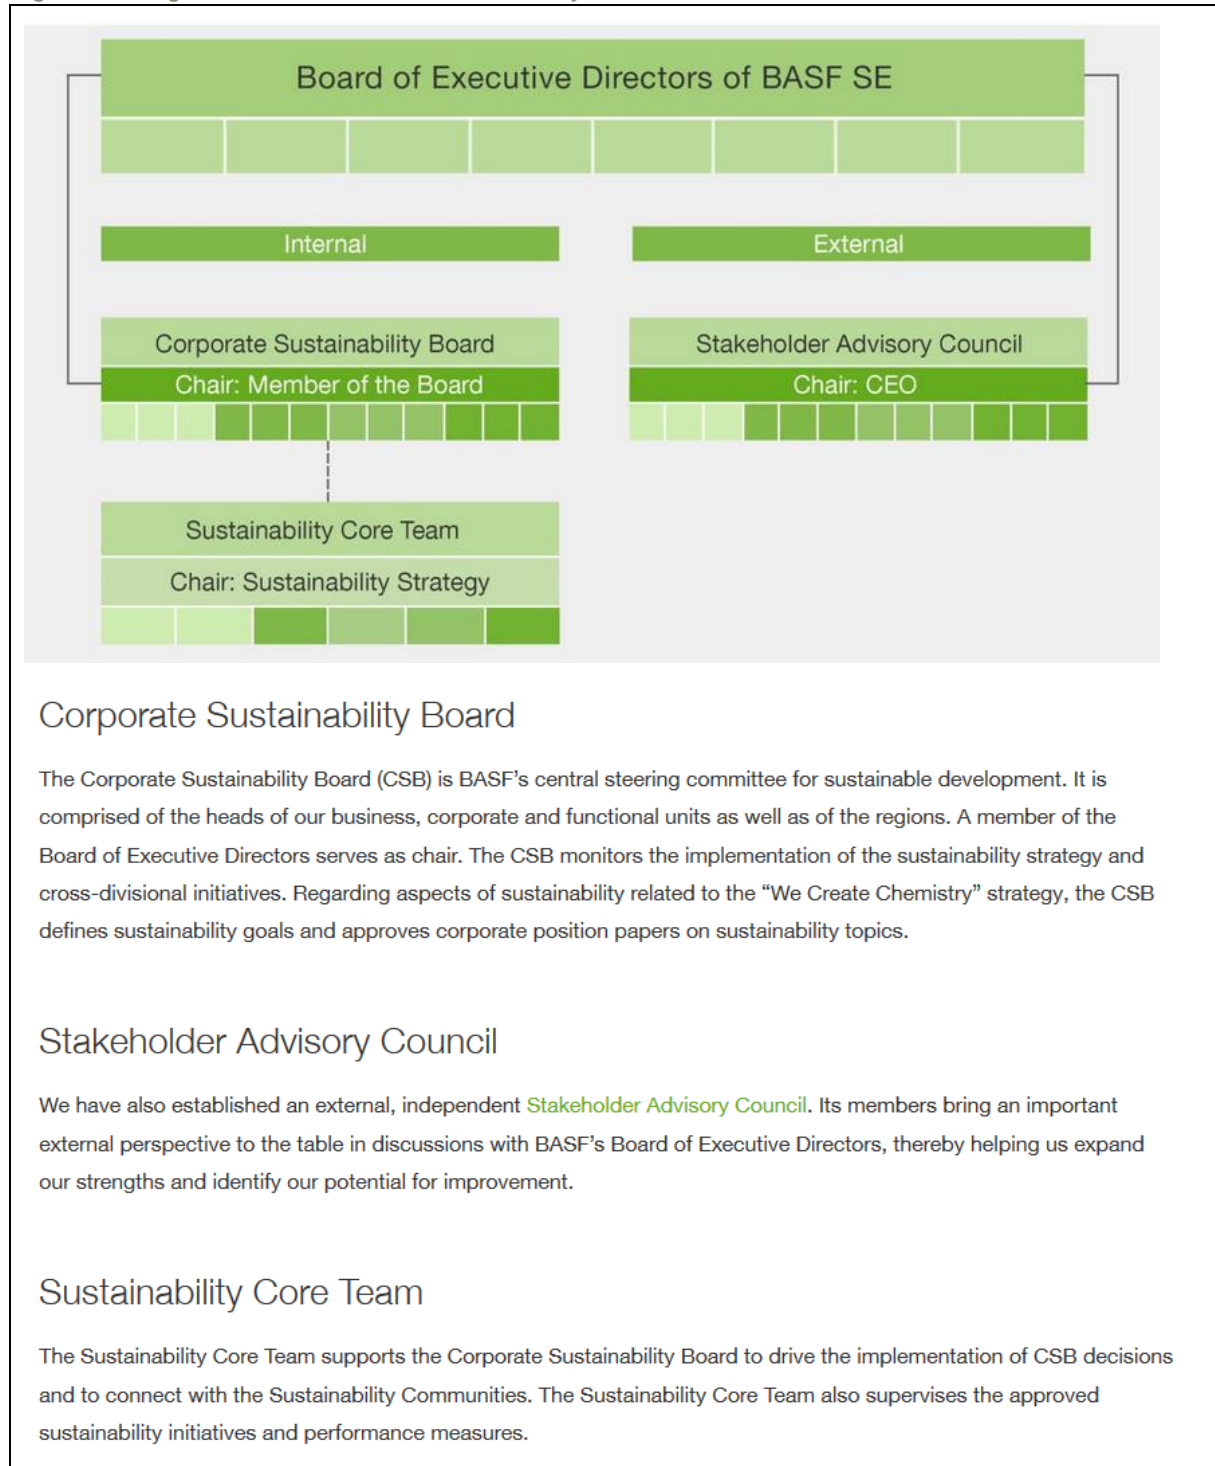 Board of Executive Directors of BASF SE
Internal
External
Corporate Sustainability Board
Chair: Member of the Board
Stakeholder Advisory Council
Chair: CEO
Sustainability Core Team
Chair: Sustainability Strategy
Corporate Sustainability Board
The Corporate Sustainability Board (CSB) is BASF’s central steering committee for sustainable development. It is
comprised of the heads of our business, corporate and functional units as well as of the regions. A member of the
Board of Executive Directors serves as chair. The CSB monitors the implementation of the sustainability strategy and
cross-divisional initiatives. Regarding aspects of sustainability related to the “We Create Chemistry” strategy, the CSB
defines sustainability goals and approves corporate position papers on sustainability topics.
Stakeholder Advisory Council
We have also established an external, independent Stakeholder Advisory Council. Its members bring an important
external perspective to the table in discussions with BASF’s Board of Executive Directors, thereby helping us expand
our strengths and identify our potential for improvement.
Sustainability Core Team
The Sustainability Core Team supports the Corporate Sustainability Board to drive the implementation of CSB decisions
and to connect with the Sustainability Communities. The Sustainability Core Team also supervises the approved
sustainability initiatives and performance measures.